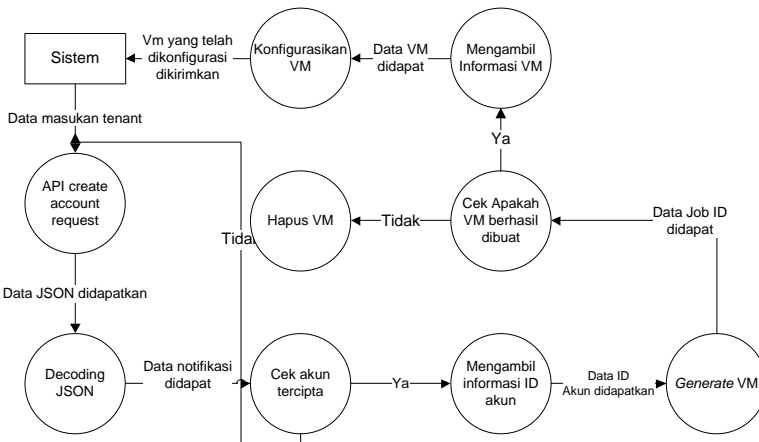 Sistem
Vm yang telah
dikonfigurasi
dikirimkan
Konfigurasikan
VM
Data VM
didapat
Mengambil
Informasi VM
Data masukan tenant
Ya
API create
account
request
Tidak
Hapus VM
Tidak
Cek Apakah
VM berhasil
dibuat
Data Job ID
didapat
Data JSON didapatkan
Decoding
JSON
Data notifikasi
didapat
Cek akun
tercipta
Ya
Mengambil
informasi ID
akun
Data ID
Akun didapatkan
Generate VM